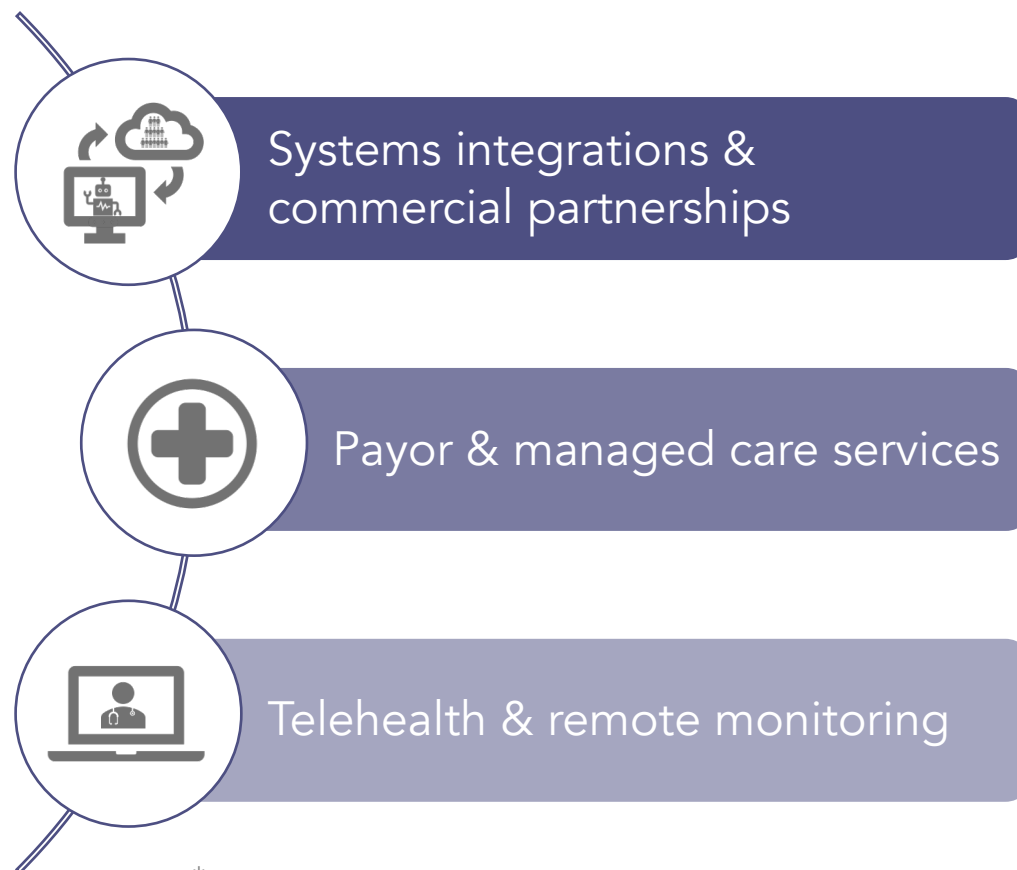 Systems integrations &
commercial partnerships
Payor & managed care services
Telehealth & remote monitoring